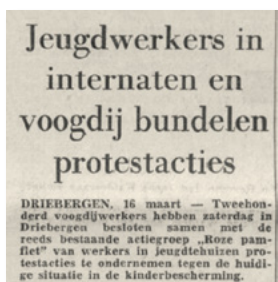 Jeugdwerkers in
internaten en
voogdij bundelen
protestacties
DRIEBERGEN, 16 maart — Tweehon-
derd voogdijwerkers hebben zaterdag in
Driebergen besloten samen met de
reeds bestaande actiegroep „Roze pam-
flet” van werkers in jeugdtehuizen pro-
testacties te ondernemen tegen de huidi-
ge situatie in de kinderbescherming.